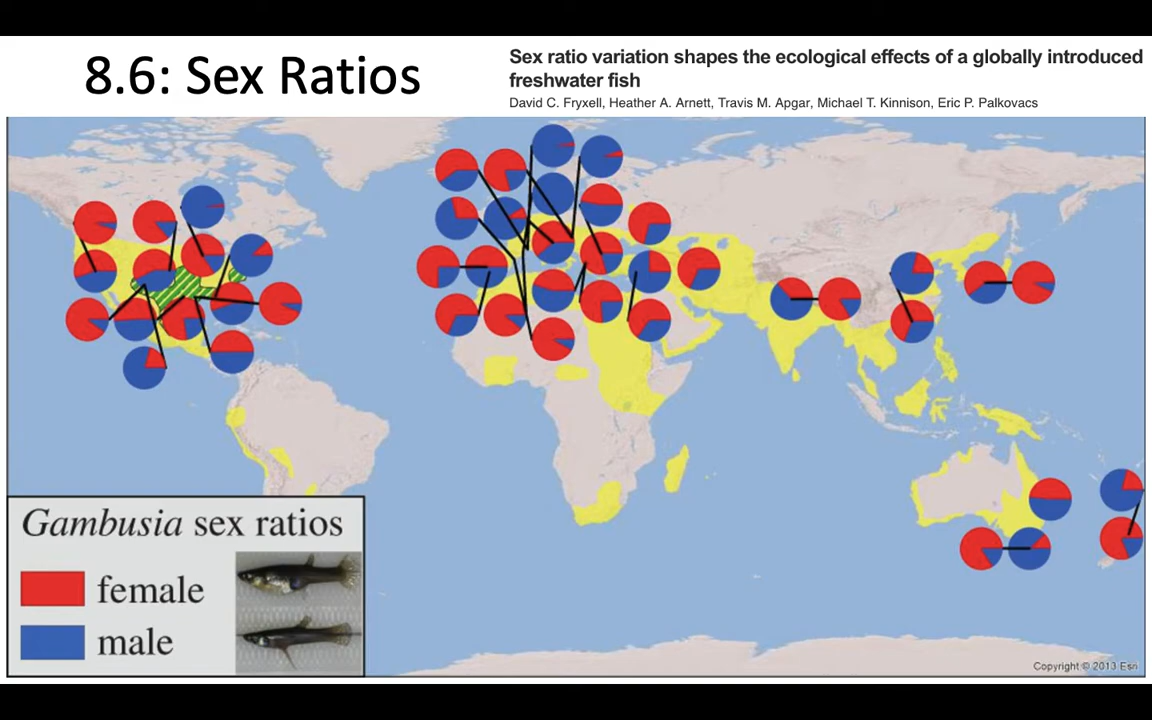 8.6: Sex Ratios
Sex ratio variation shapes the ecological effects of a globally introduced
freshwater fish
David C. Fryxell, Heather A. Arnett, Travis M. Apgar, Michael T. Kinnison, Eric P. Palkovacs
Gambusia sex ratios
female
male
Copyright © 2013 Esri